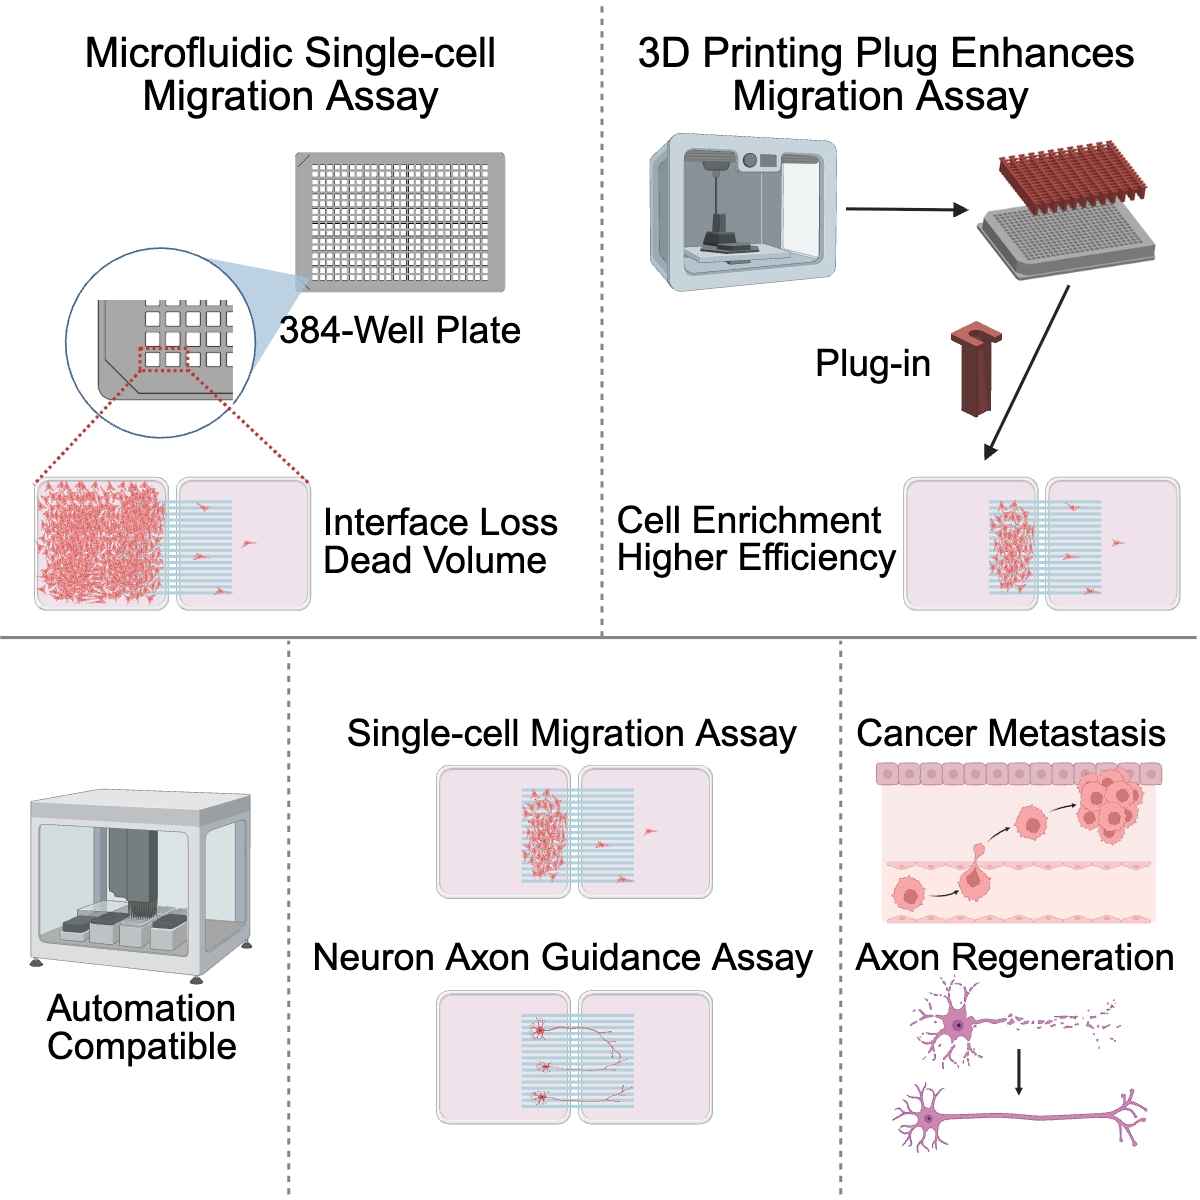 Microfluidic Single-cell
Migration Assay
384-Well Plate
Interface Loss
Dead Volume
3D Printing Plug Enhances
Migration Assay
Plug-in
Cell Enrichment
Higher Efficiency
Automation
Compatible
Single-cell Migration Assay
Neuron Axon Guidance Assay
Cancer Metastasis
Axon Regeneration